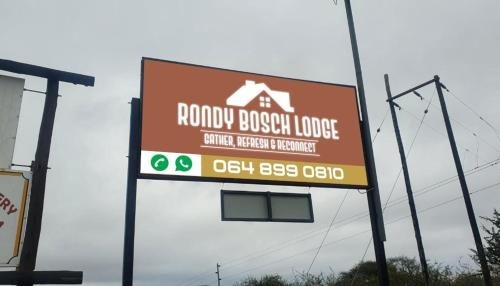 RONDY BOSCH LODGE
GATHER, REFRESH & RECONNECT
064 899 0810